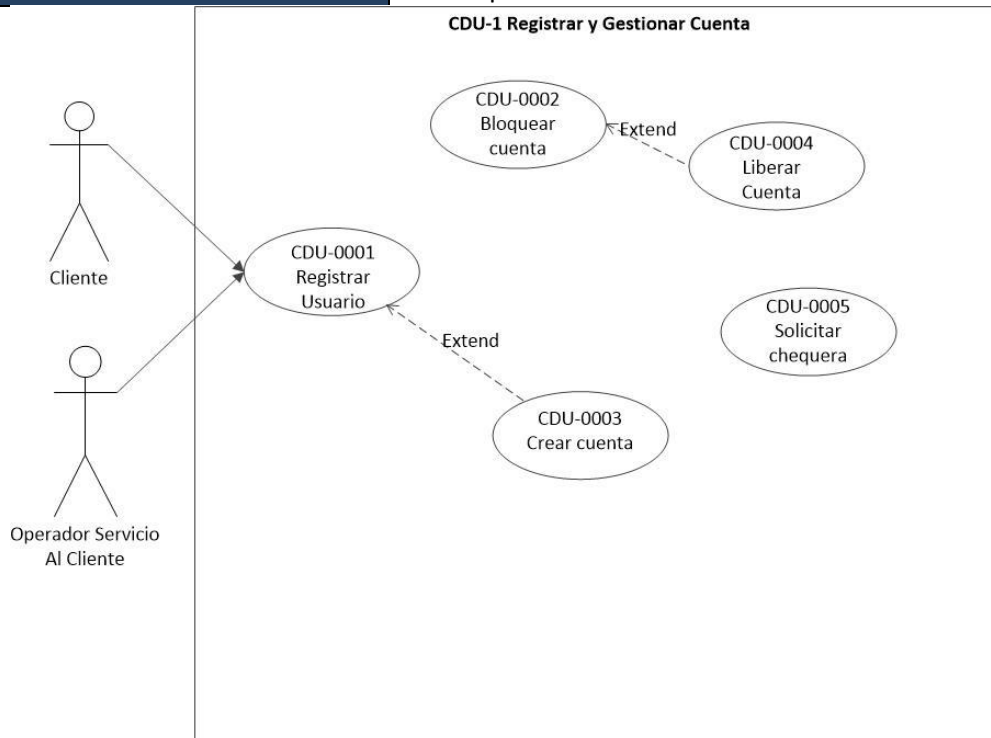 CDU-1 Registrar y Gestionar Cuenta
CDU-0002
Bloquear
cuenta
Extend
CDU-0004
Liberar
Cuenta
Cliente
CDU-0001
Registrar
Usuario
CDU-0005
Solicitar
chequera
Extend
CDU-0003
Crear cuenta
Operador Servicio
Al Cliente